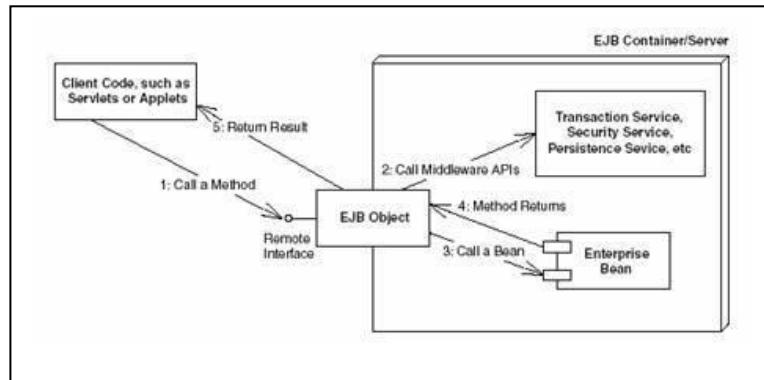 EJB Container/Server
Client Code, such as
Servlets or Applets
Transaction Service,
Security Service,
Persistence Sevice, etc
5: Return Result
2: Call Middleware APIs
1: Call a Method
4: Method Returns
EJB Object
Remote
Interface
3: Call a Bean
Enterprise
Bean